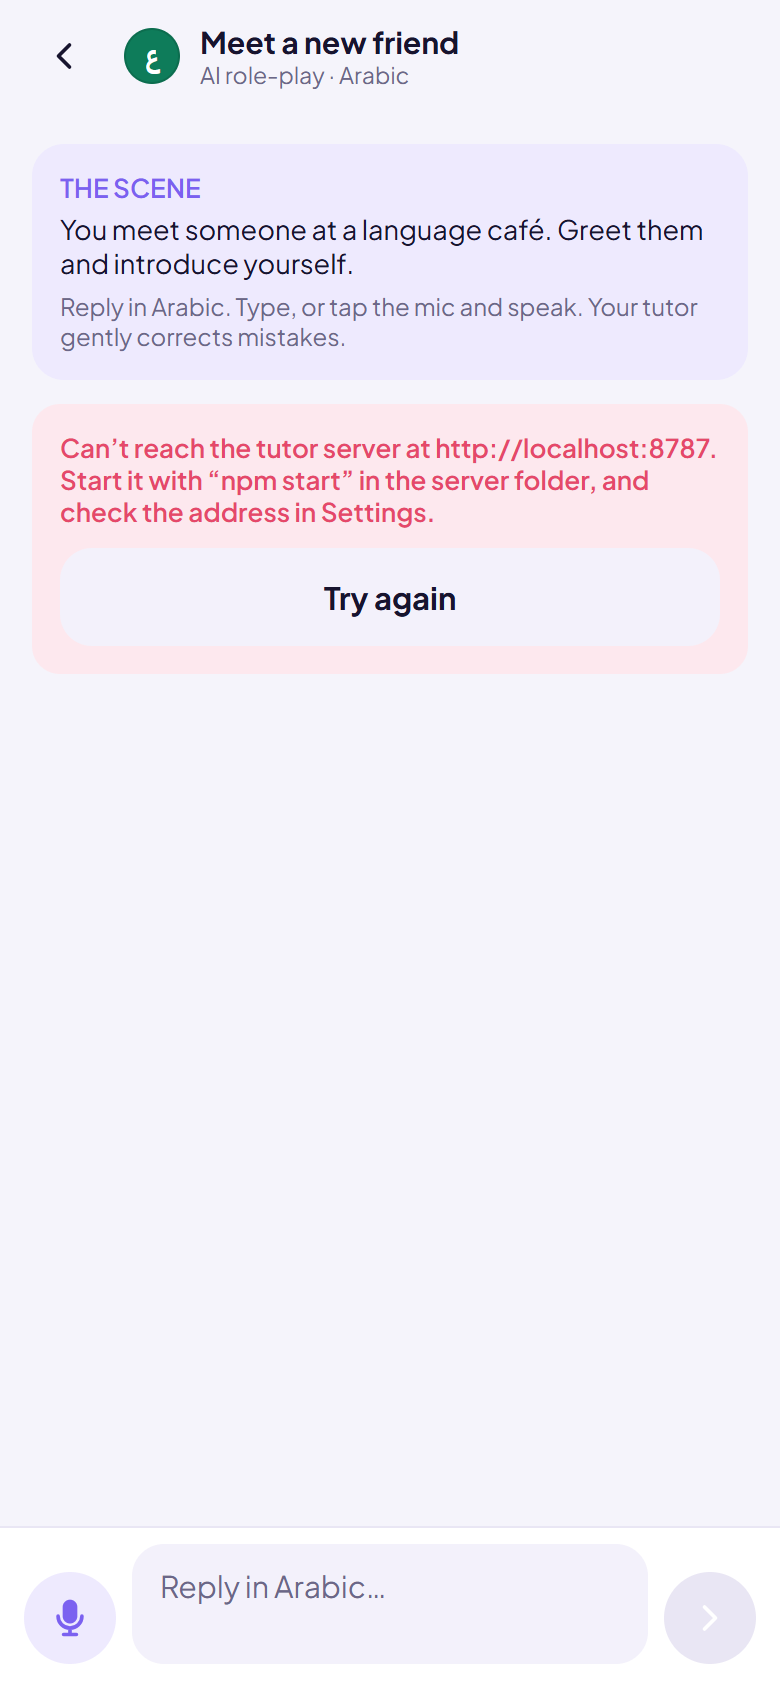 ع
Meet a new friend
AI role-play · Arabic
THE SCENE
You meet someone at a language café. Greet them
and introduce yourself.
Reply in Arabic. Type, or tap the mic and speak. Your tutor
gently corrects mistakes.
Can’t reach the tutor server at http://localhost:8787.
Start it with “npm start” in the server folder, and
check the address in Settings.
Try again
Reply in Arabic…